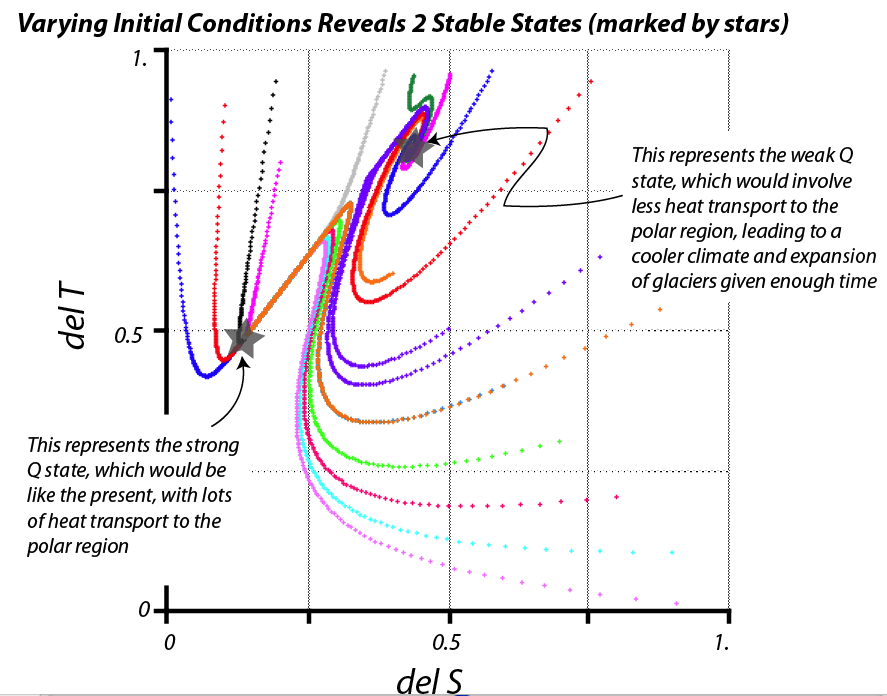 Varying Initial Conditions Reveals 2 Stable States (marked by stars)
1.
This represents the weak Q
state, which would involve
less heat transport to the
polar region, leading to a
cooler climate and expansion
of glaciers given enough time
del T
0.5
This represents the strong
Q state, which would be
like the present, with lots
of heat transport to the
polar region
0
0
0.5
1.
del S